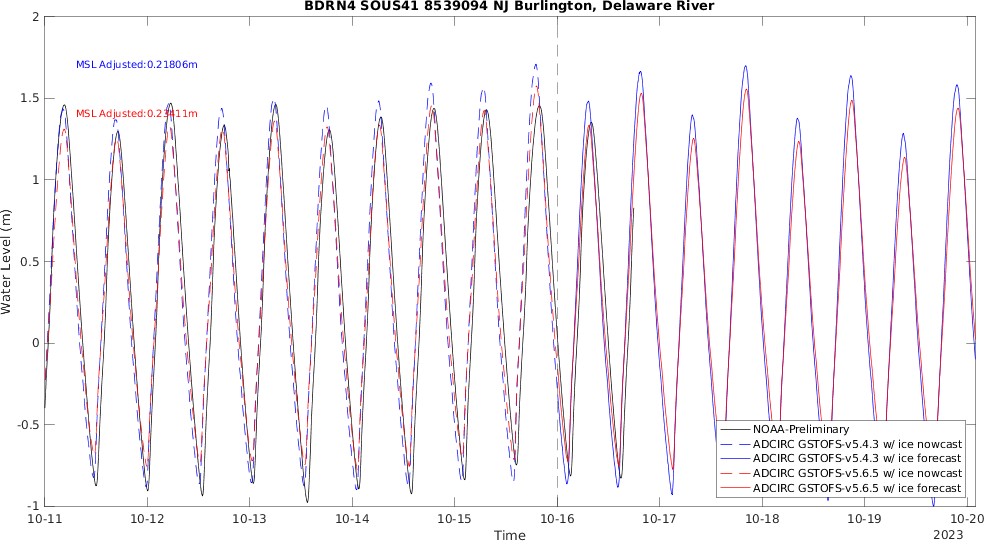 BDRN4 SOUS41 8539094 NJ Burlington, Delaware River
MSL Adjusted:0.21806m
MSL Adjusted:0.23411m
Water Level (m)
2
1.5
1
0.5
0
-0.5
-1
NOAA-Preliminary
ADCIRC GSTOFS-v5.4.3 w/ ice nowcast
ADCIRC GSTOFS-v5.4.3 w/ ice forecast
ADCIRC GSTOFS-v5.6.5 w/ ice nowcast
ADCIRC GSTOFS-v5.6.5 w/ ice forecast
10-11 10-12 10-13 10-14 10-15 10-16 10-17 10-18 10-19 10-20
Time
2023